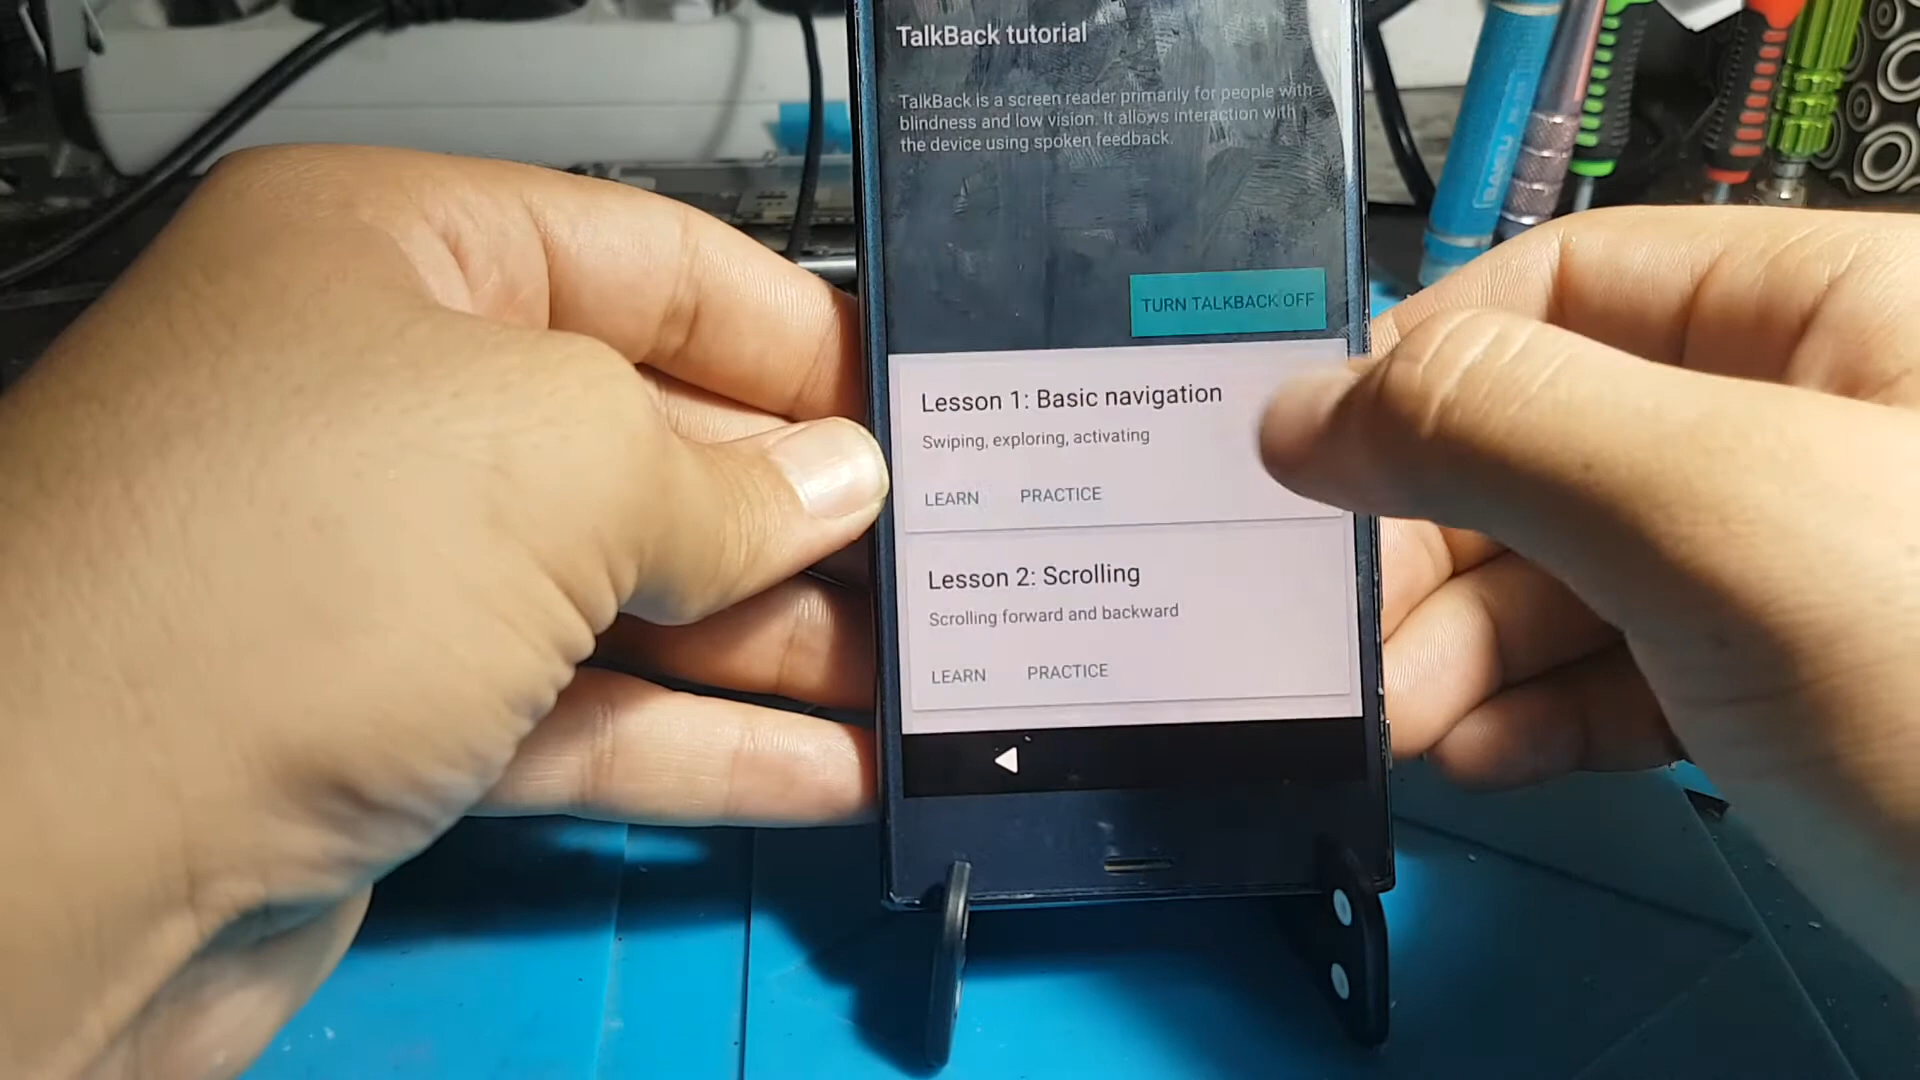 TalkBack tutorial
TalkBack is a screen reader primarily for people with
blindness and low vision. It allows interaction with
the device using spoken feedback.
TURN TALKBACK OFF
Lesson 1: Basic navigation
Swiping, exploring, activating
LEARN PRACTICE
Lesson 2: Scrolling
Scrolling forward and backward
LEARN PRACTICE
BAKU